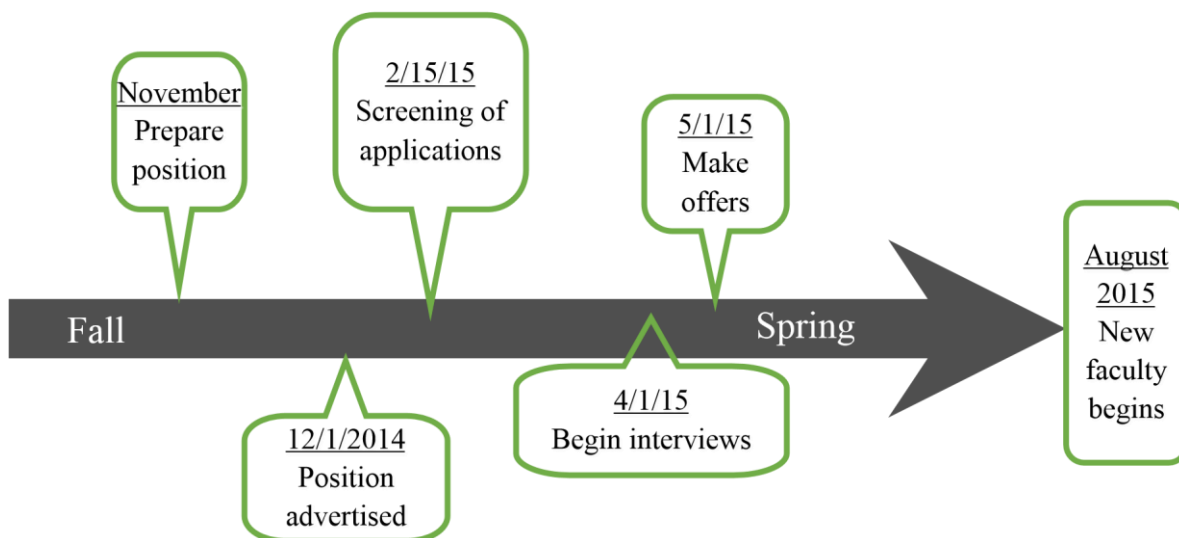 November
Prepare
position
2/15/15
Screening of
applications
5/1/15
Make
offers
Fall
Spring
12/1/2014
Position
advertised
4/1/15
Begin interviews
August
2015
New
faculty
begins